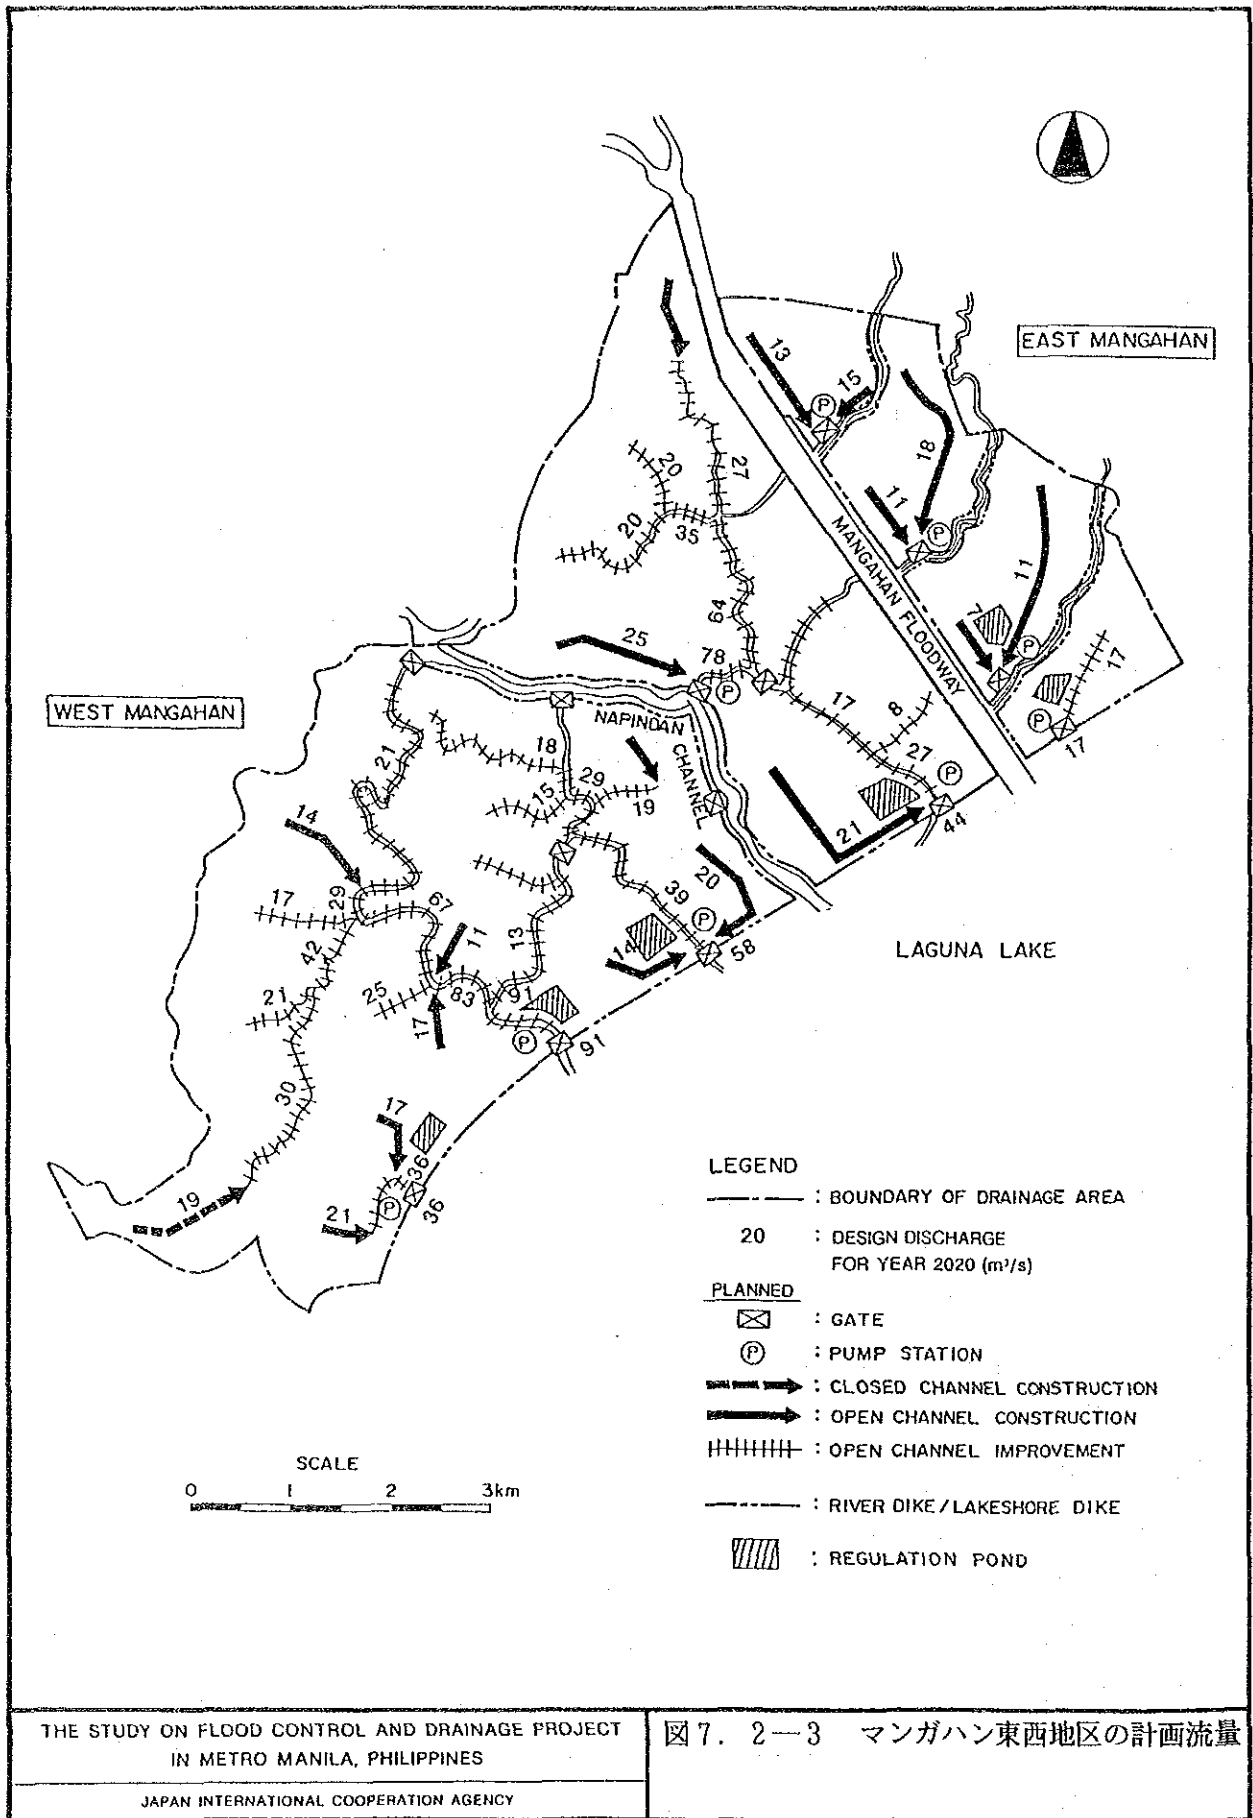 EAST MANGAHAN
13
15
18
11
27
20
20
35
MANGAHAN FLOODWAY
11
7
64
17
25
78
WEST MANGAHAN
NAPINDAN CHANNEL
17
8
17
27
18
21
29
15
19
14
21
44
20
67
39
17
29
11
13
42
14
58
LAGUNA LAKE
21
25
83
91
17
91
30
17
36
19
21
36
LEGEND
: BOUNDARY OF DRAINAGE AREA
20 : DESIGN DISCHARGE
FOR YEAR 2020 (m³/s)
PLANNED
: GATE
P : PUMP STATION
: CLOSED CHANNEL CONSTRUCTION
: OPEN CHANNEL CONSTRUCTION
: OPEN CHANNEL IMPROVEMENT
: RIVER DIKE / LAKESHORE DIKE
: REGULATION POND
SCALE
0 1 2 3km
THE STUDY ON FLOOD CONTROL AND DRAINAGE PROJECT
IN METRO MANILA, PHILIPPINES
JAPAN INTERNATIONAL COOPERATION AGENCY
図7. 2-3 マンガハン東西地区の計画流量